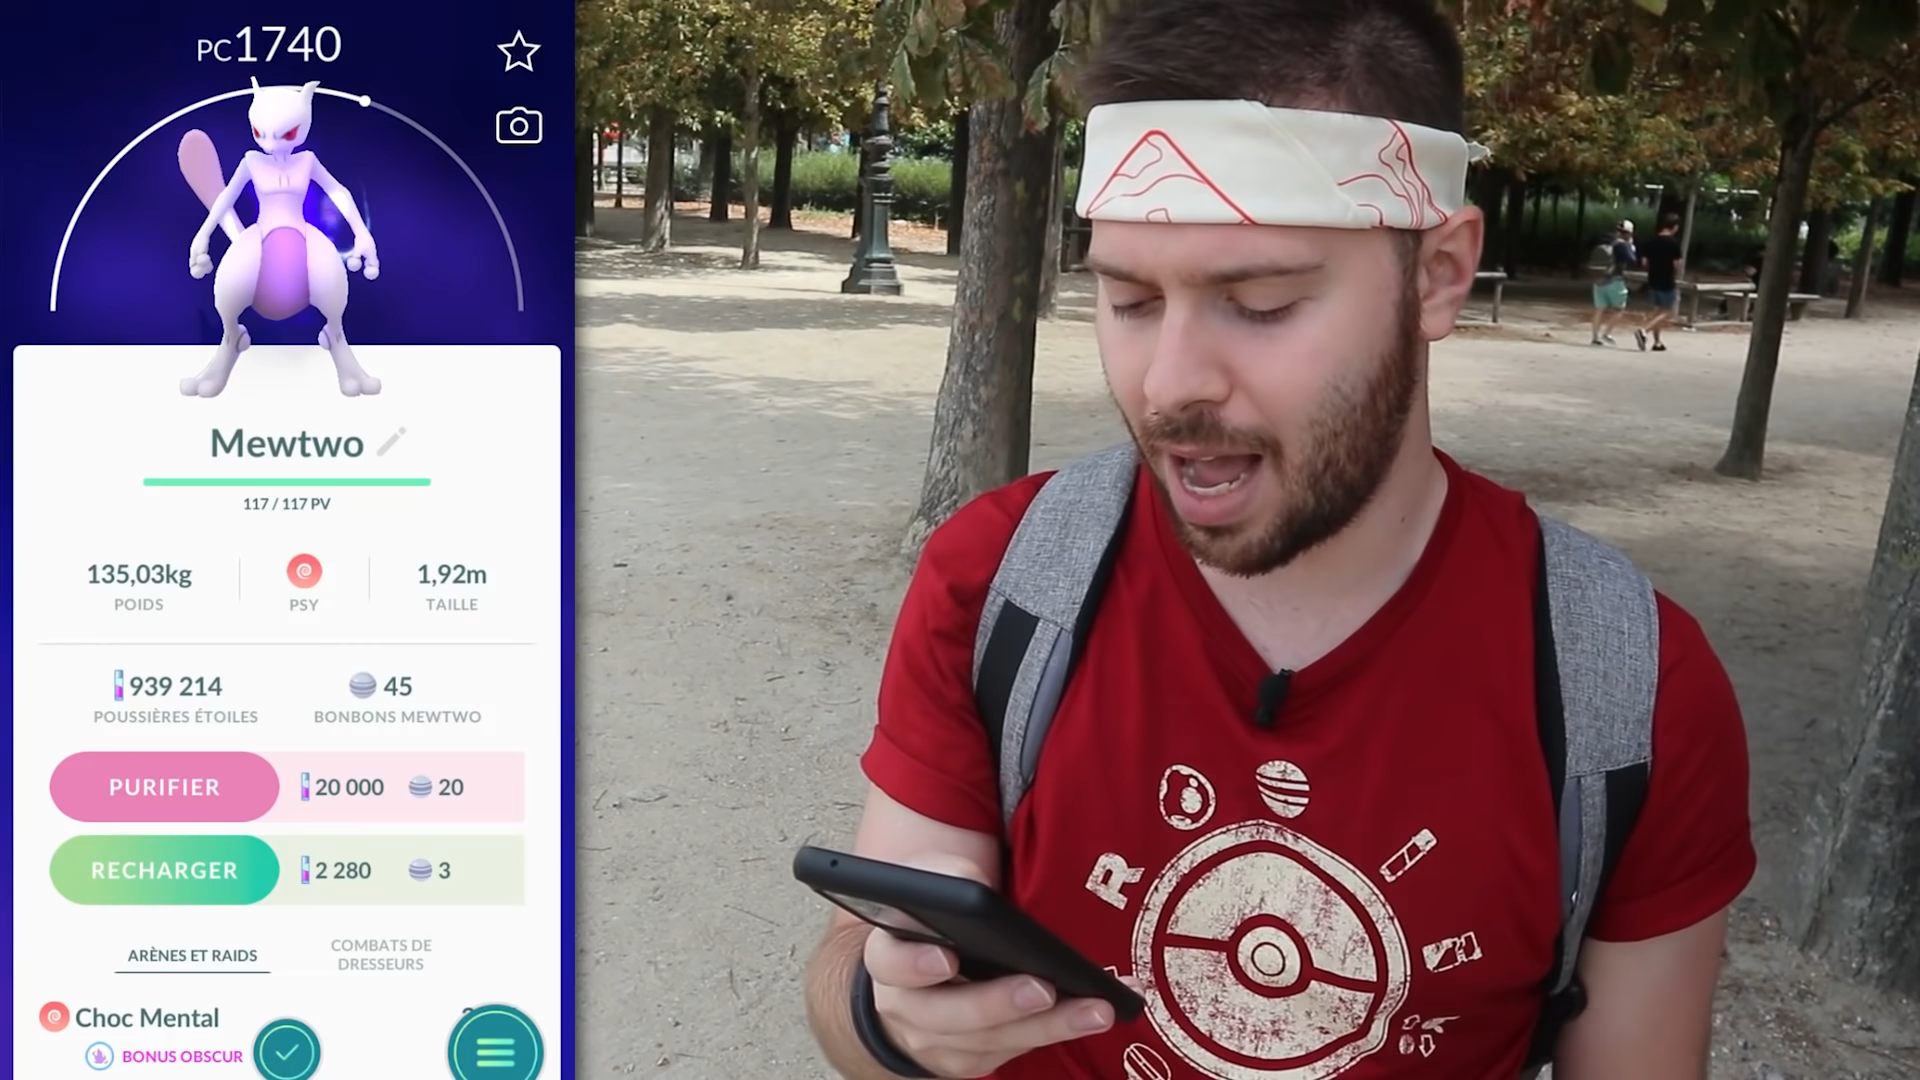 PC1740
Mewtwo
117 / 117 PV
135,03kg
POIDS
PSY
1,92m
TAILLE
939 214
POUSSIÈRES ÉTOILES
45
BONBONS MEWTWO
PURIFIER 20 000 20
RECHARGER 2 280 3
ARÈNES ET RAIDS
COMBATS DE
DRESSEURS
Choc Mental
BONUS OBSCUR
R